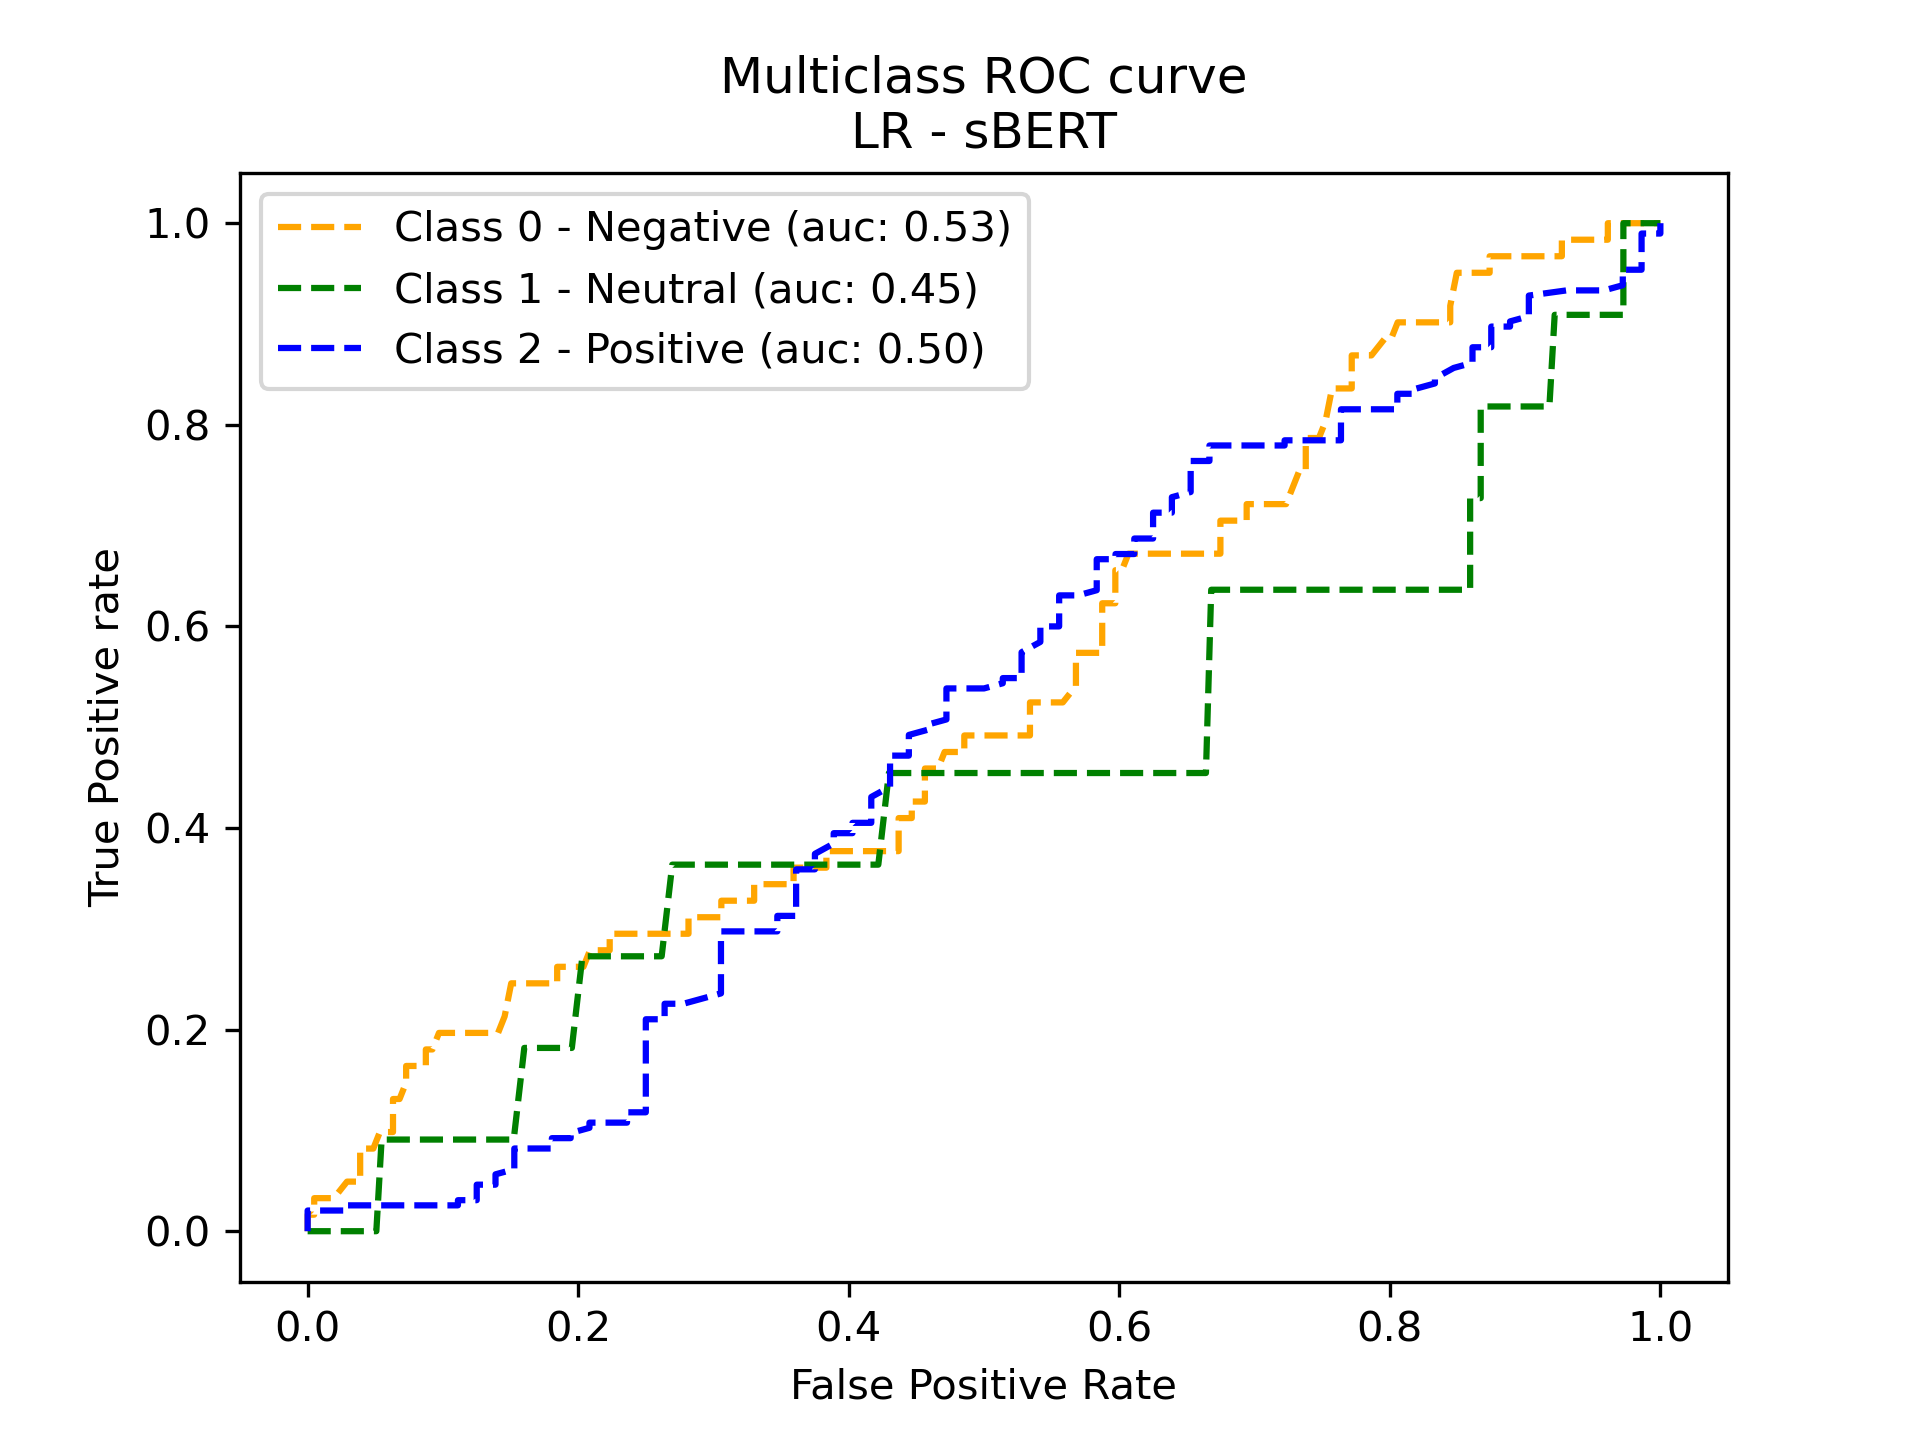 Multiclass ROC curve
LR - sBERT
Class 0 - Negative (auc: 0.53)
Class 1 - Neutral (auc: 0.45)
Class 2 - Positive (auc: 0.50)
True Positive rate
1.0
0.8
0.6
0.4
0.2
0.0
0.0 0.2 0.4 0.6 0.8 1.0
False Positive Rate